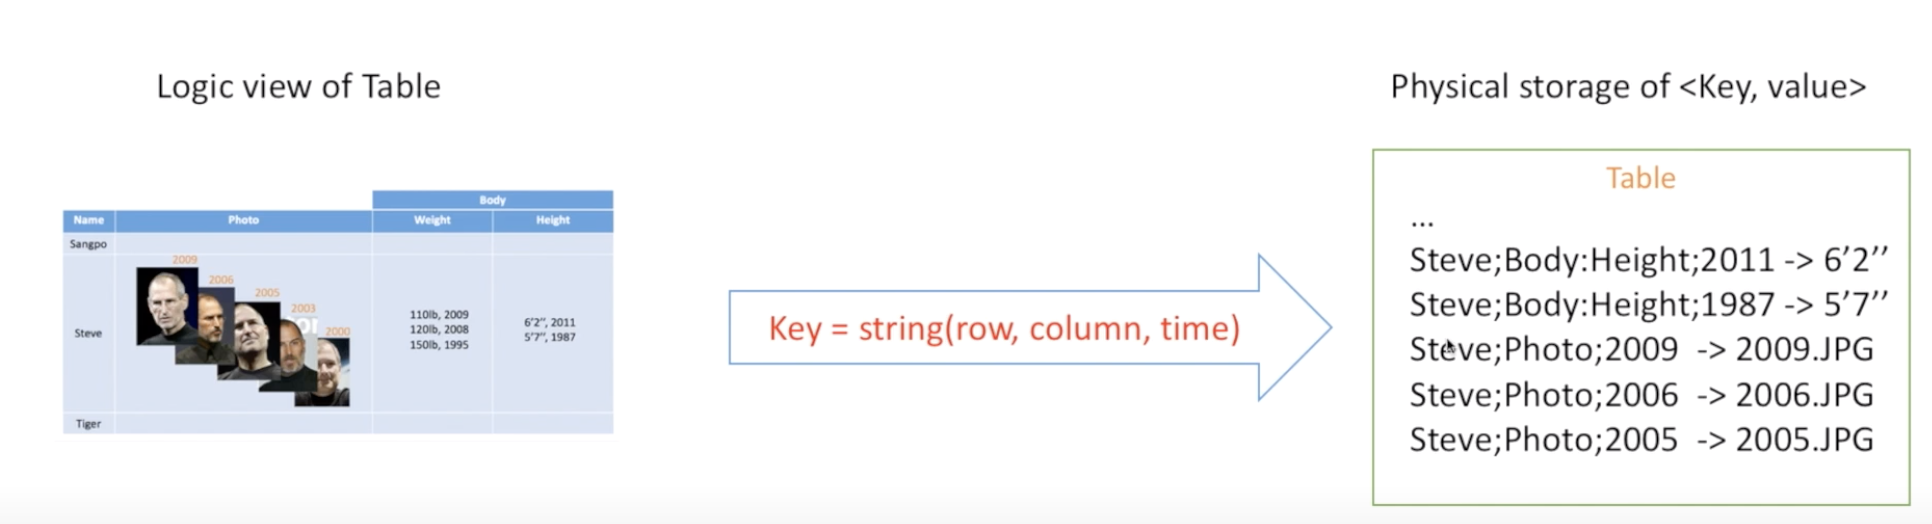 Logic view of Table
Physical storage of <Key, value>
Body
Name Photo Weight Height
Sangpo
2009
2006
2005
2003
2000
Steve
110lb, 2009
120lb, 2008
150lb, 1995
6'2'', 2011
5'7'', 1987
Tiger
Key = string(row, column, time)
Table
...
Steve;Body:Height;2011 -> 6'2''
Steve;Body:Height;1987 -> 5'7''
Steve;Photo;2009 -> 2009.JPG
Steve;Photo;2006 -> 2006.JPG
Steve;Photo;2005 -> 2005.JPG